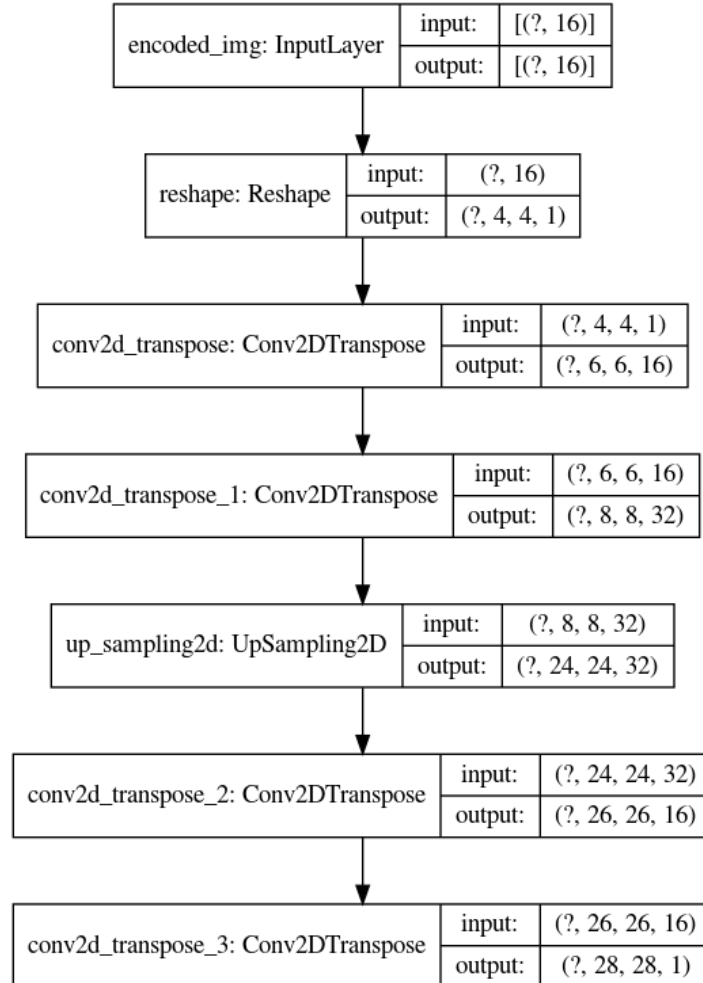 encoded_img: InputLayer
input: [(?, 16)]
output: [(?, 16)]
reshape: Reshape
input: (?, 16)
output: (?, 4, 4, 1)
conv2d_transpose: Conv2DTranspose
input: (?, 4, 4, 1)
output: (?, 6, 6, 16)
conv2d_transpose_1: Conv2DTranspose
input: (?, 6, 6, 16)
output: (?, 8, 8, 32)
up_sampling2d: UpSampling2D
input: (?, 8, 8, 32)
output: (?, 24, 24, 32)
conv2d_transpose_2: Conv2DTranspose
input: (?, 24, 24, 32)
output: (?, 26, 26, 16)
conv2d_transpose_3: Conv2DTranspose
input: (?, 26, 26, 16)
output: (?, 28, 28, 1)